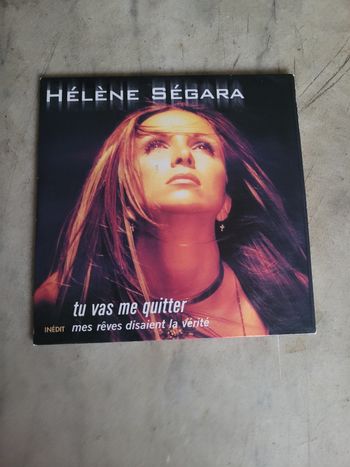 HÉLÈNE SÉGARA
tu vas me quitter
INÉDIT mes rêves disaient la vérité